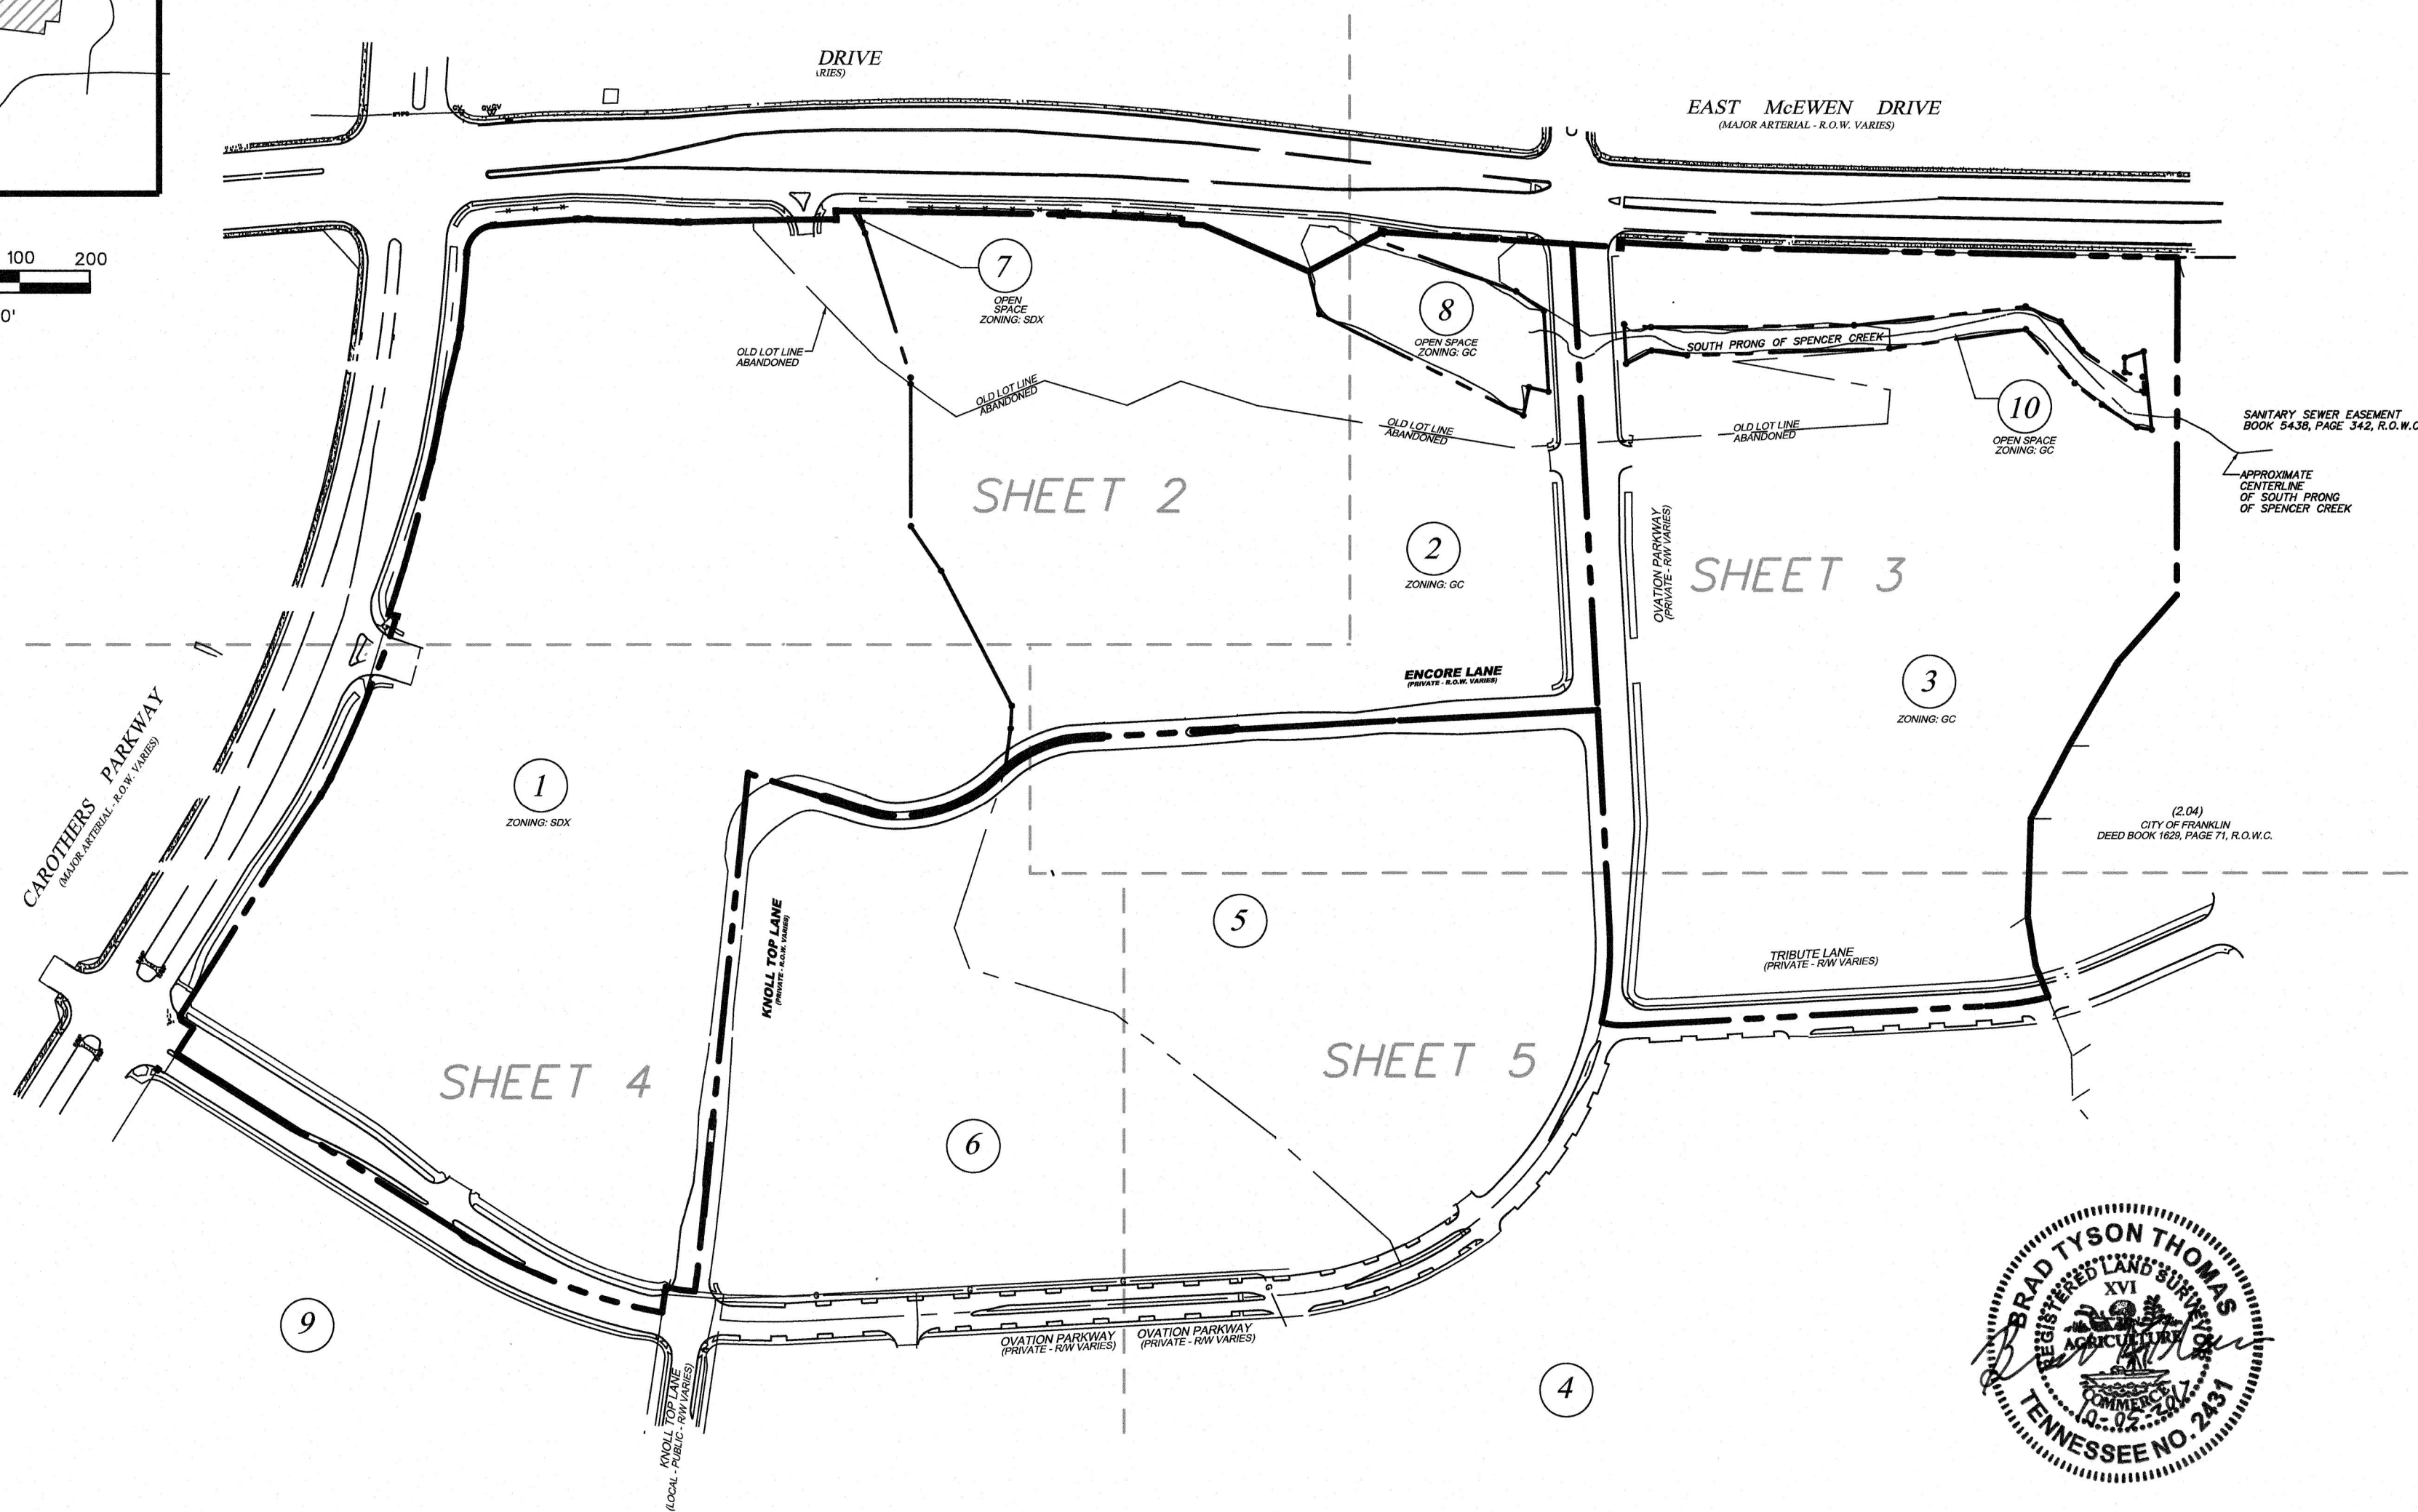 DRIVE
EAST McEWEN DRIVE
(MAJOR ARTERIAL - R.O.W. VARIES)
100 200
0'
7
OPEN
SPACE
ZONING: SDX
8
OPEN SPACE
ZONING: GC
OLD LOT LINE
ABANDONED
OLD LOT LINE
ABANDONED
OLD LOT LINE
ABANDONED
OLD LOT LINE
ABANDONED
SOUTH PRONG OF SPENCER CREEK
10
OPEN SPACE
ZONING: GC
SANITARY SEWER EASEMENT
BOOK 5438, PAGE 342, R.O.W.C
APPROXIMATE
CENTERLINE
OF SOUTH PRONG
OF SPENCER CREEK
SHEET 2
2
ZONING: GC
OVATION PARKWAY
(PRIVATE - R/W VARIES)
SHEET 3
3
ZONING: GC
ENCORE LANE
(PRIVATE - R.O.W. VARIES)
CAROTHERS PARKWAY
(MAJOR ARTERIAL - R.O.W. VARIES)
1
ZONING: SDX
(2.04)
CITY OF FRANKLIN
DEED BOOK 1629, PAGE 71, R.O.W.C.
KNOLL TOP LANE
(PRIVATE - R.O.W. VARIES)
5
TRIBUTE LANE
(PRIVATE - R/W VARIES)
SHEET 4
SHEET 5
6
9
OVATION PARKWAY
(PRIVATE - R/W VARIES)
OVATION PARKWAY
(PRIVATE - R/W VARIES)
4
KNOLL TOP LANE
(LOCAL - PUBLIC - R/W VARIES)
BRAD TYSON THOMAS
REGISTERED LAND SURVEYOR
XVI
AGRICULTURE
COMMERCE
10-05-2017
TENNESSEE NO. 2431